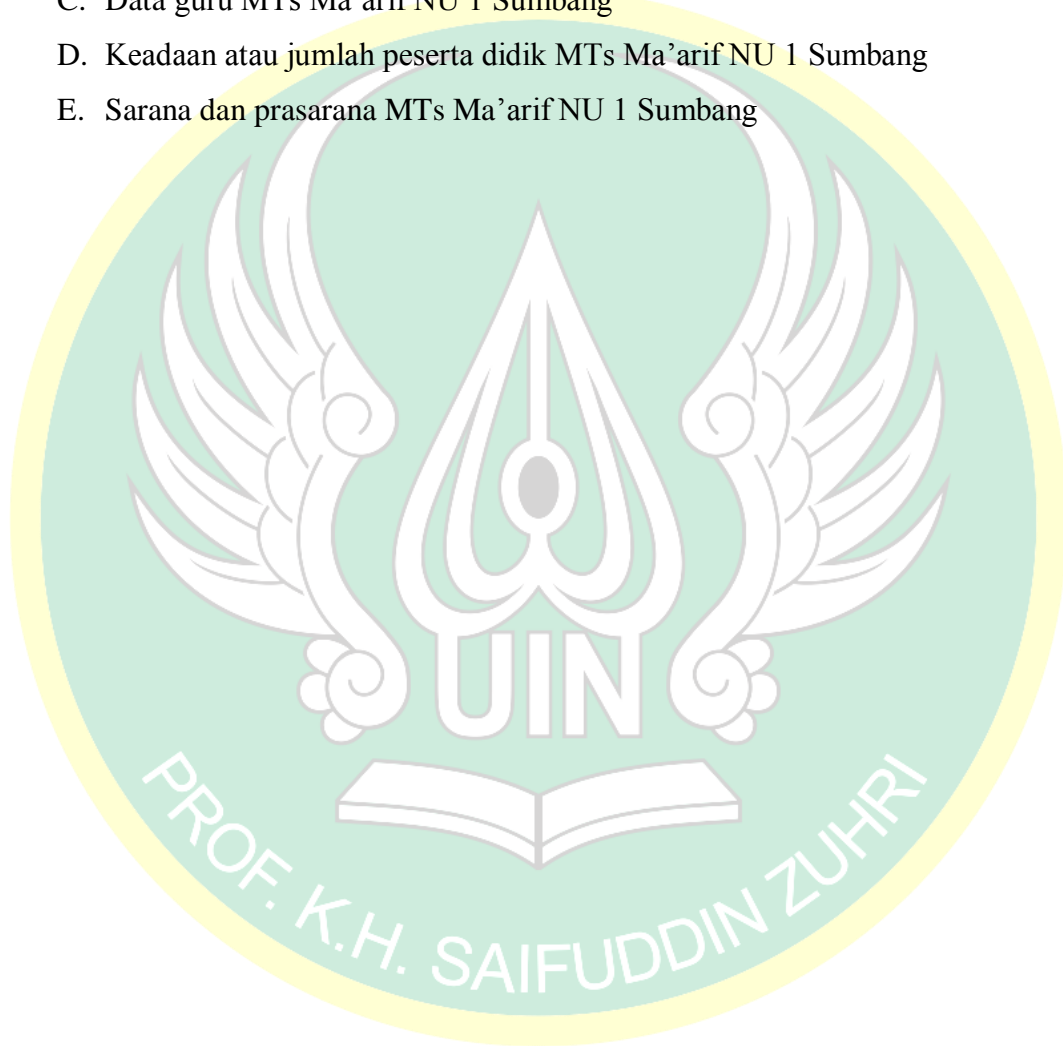 C. Data guru MTs Ma’arif NU 1 Sumbang
D. Keadaan atau jumlah peserta didik MTs Ma’arif NU 1 Sumbang
E. Sarana dan prasarana MTs Ma’arif NU 1 Sumbang
UIN
PROF. K.H. SAIFUDDIN ZUHRI